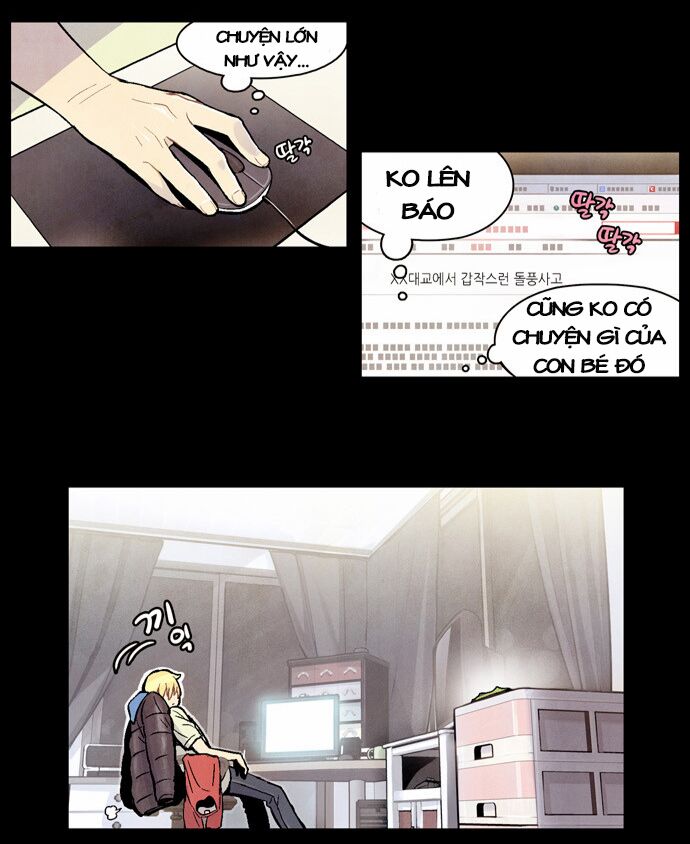 CHUYỆN LỚN
NHƯ VẬY...
딸각
KO LÊN
BÁO
딸각
딸각
XX대교에서 갑작스런 돌풍사고
CŨNG KO CÓ
CHUYỆN GÌ CỦA
CON BÉ ĐÓ
끼익